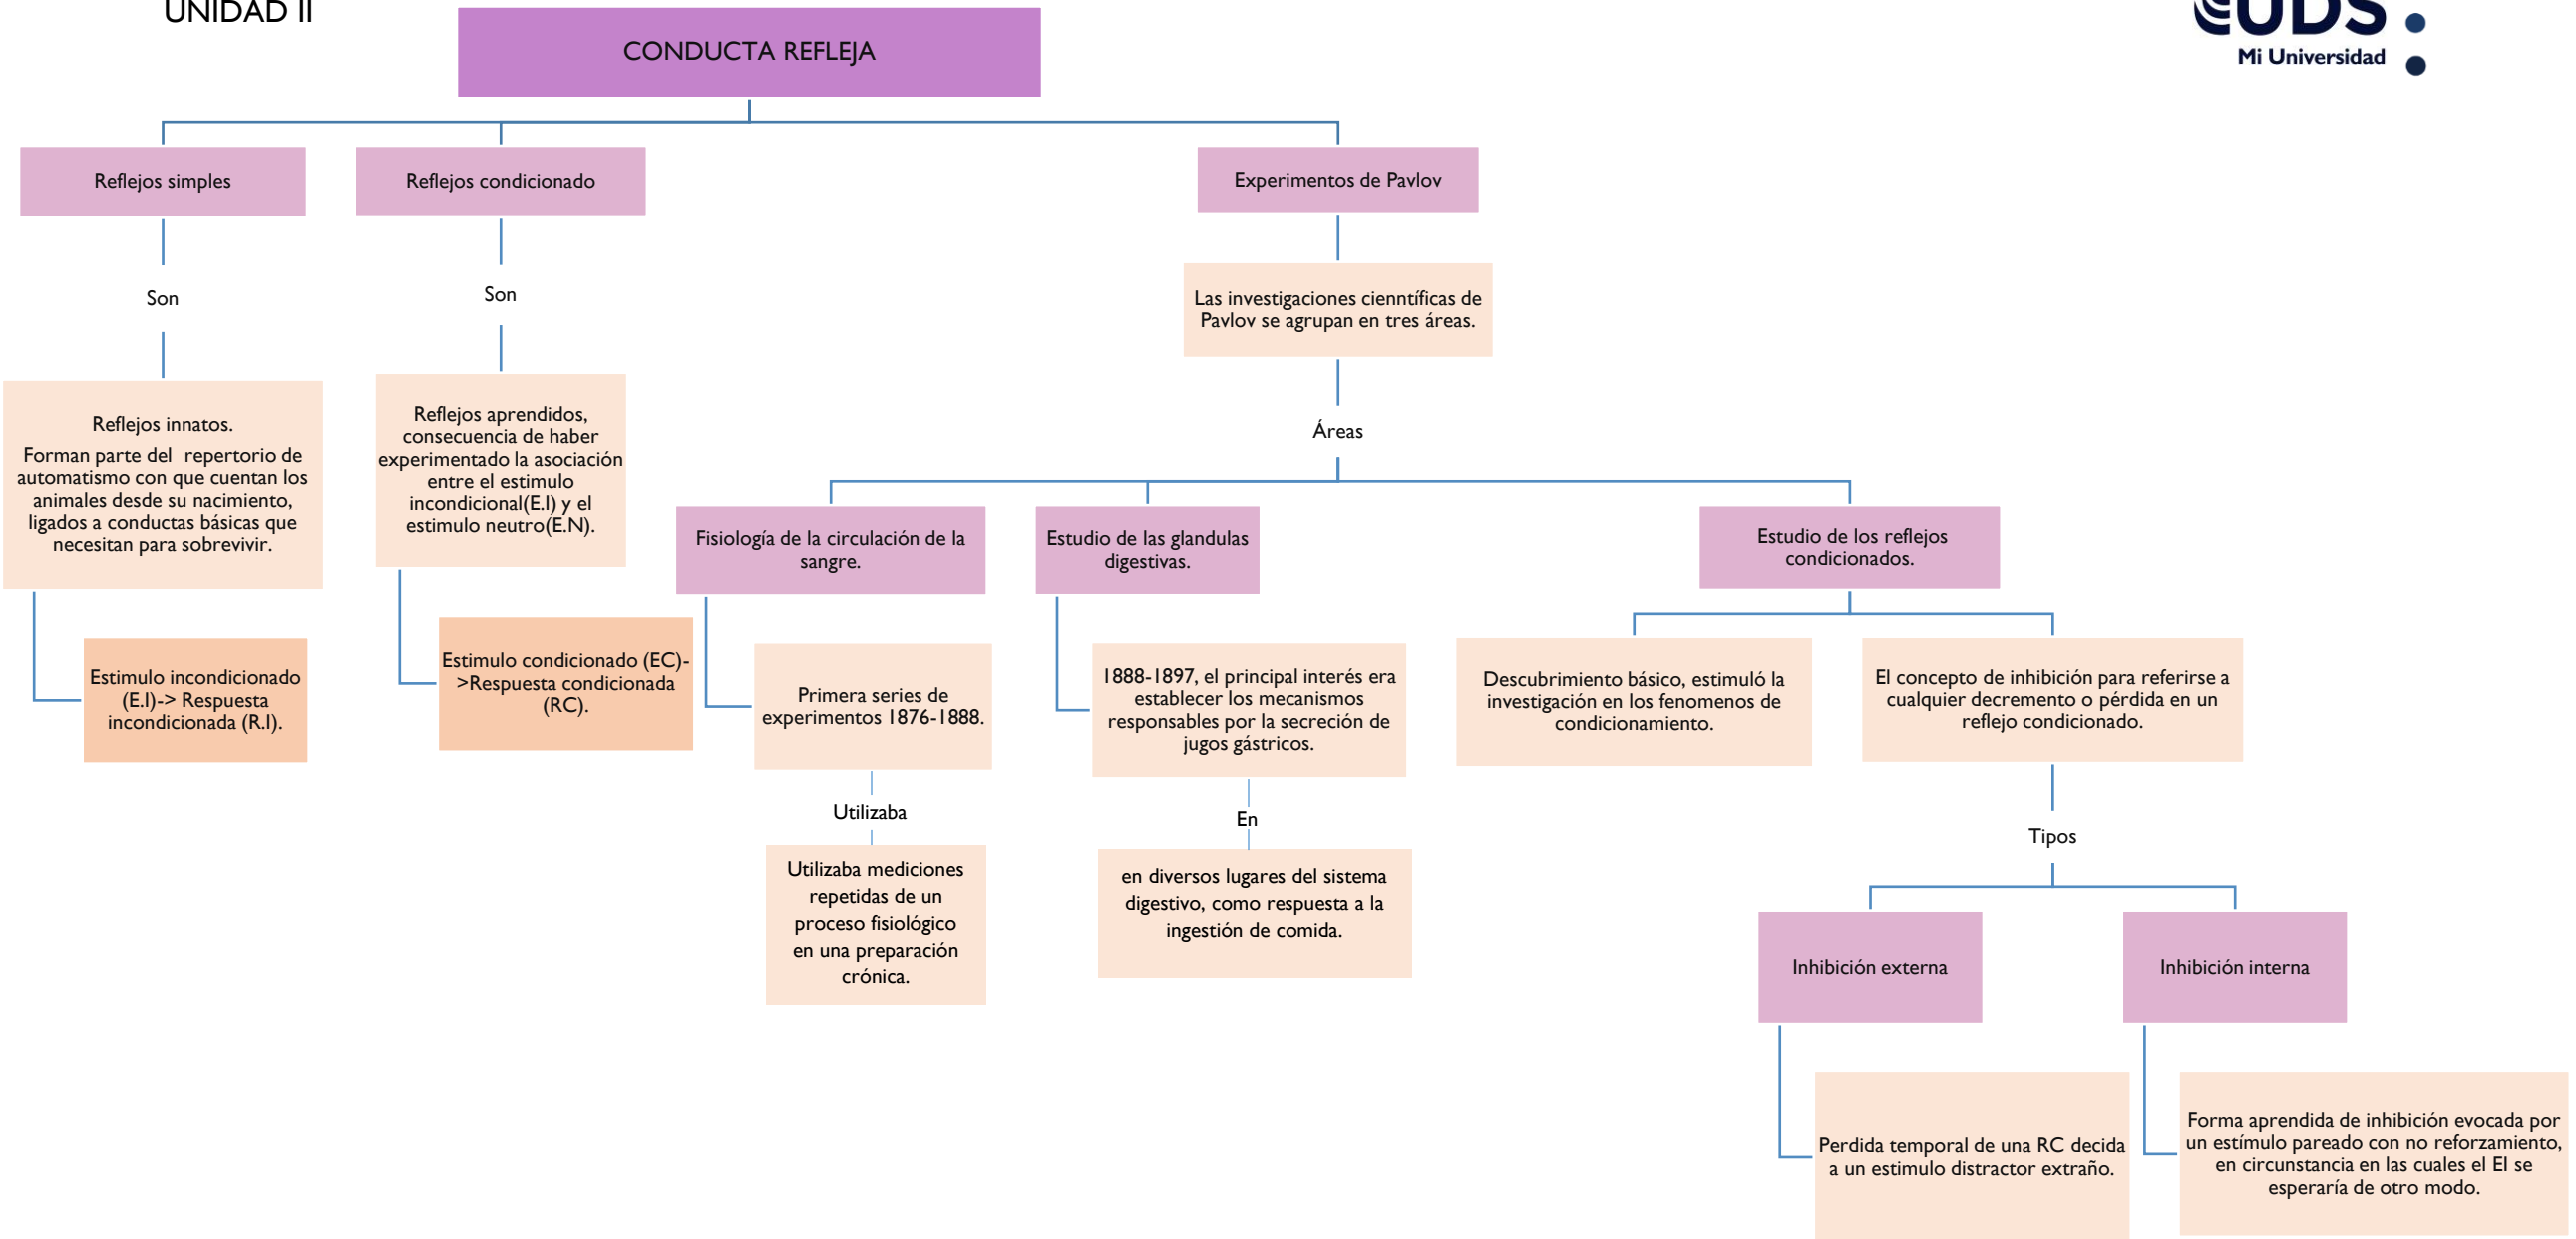 UNIDAD II
CONDUCTA REFLEJA
UDS
Mi Universidad
Reflejos simples
Reflejos condicionado
Experimentos de Pavlov
Son
Son
Las investigaciones cienntíficas de
Pavlov se agrupan en tres áreas.
Reflejos innatos.
Forman parte del repertorio de
automatismo con que cuentan los
animales desde su nacimiento,
ligados a conductas básicas que
necesitan para sobrevivir.
Reflejos aprendidos,
consecuencia de haber
experimentado la asociación
entre el estimulo
incondicional(E.I) y el
estimulo neutro(E.N).
Áreas
Fisiología de la circulación de la
sangre.
Estudio de las glandulas
digestivas.
Estudio de los reflejos
condicionados.
Estimulo incondicionado
(E.I)-> Respuesta
incondicionada (R.I).
Estimulo condicionado (EC)-
>Respuesta condicionada
(RC).
Primera series de
experimentos 1876-1888.
1888-1897, el principal interés era
establecer los mecanismos
responsables por la secreción de
jugos gástricos.
Descubrimiento básico, estimuló la
investigación en los fenomenos de
condicionamiento.
El concepto de inhibición para referirse a
cualquier decremento o pérdida en un
reflejo condicionado.
Utilizaba
En
Tipos
Utilizaba mediciones
repetidas de un
proceso fisiológico
en una preparación
crónica.
en diversos lugares del sistema
digestivo, como respuesta a la
ingestión de comida.
Inhibición externa
Inhibición interna
Perdida temporal de una RC decida
a un estimulo distractor extraño.
Forma aprendida de inhibición evocada por
un estímulo pareado con no reforzamiento,
en circunstancia en las cuales el EI se
esperaría de otro modo.